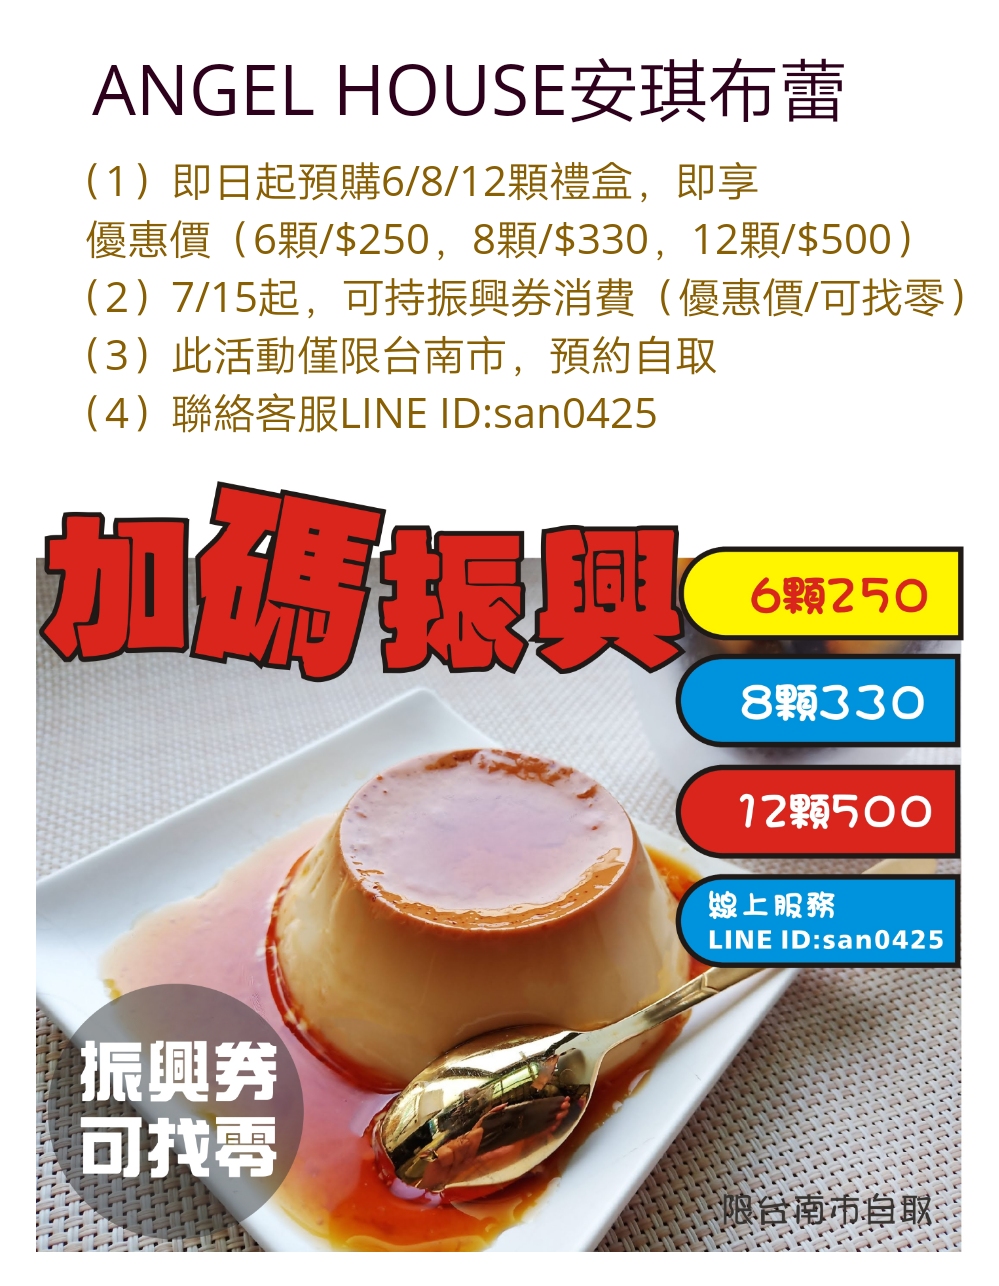 ANGEL HOUSE安琪布蕾
（1）即日起預購6/8/12顆禮盒，即享
優惠價（6顆/$250，8顆/$330，12顆/$500）
（2）7/15起，可持振興券消費（優惠價/可找零）
（3）此活動僅限台南市，預約自取
（4）聯絡客服LINE ID:san0425
加碼振興
6顆250
8顆330
12顆500
線上服務
LINE ID:san0425
振興券
可找零
限台南市自取